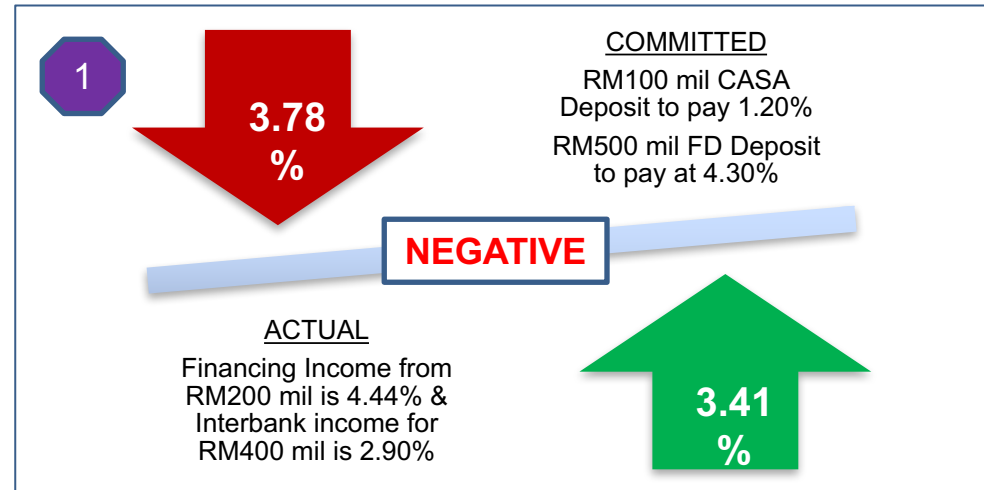 1
3.78
%
COMMITTED
RM100 mil CASA
Deposit to pay 1.20%
RM500 mil FD Deposit
to pay at 4.30%
NEGATIVE
ACTUAL
Financing Income from
RM200 mil is 4.44% &
Interbank income for
RM400 mil is 2.90%
3.41
%